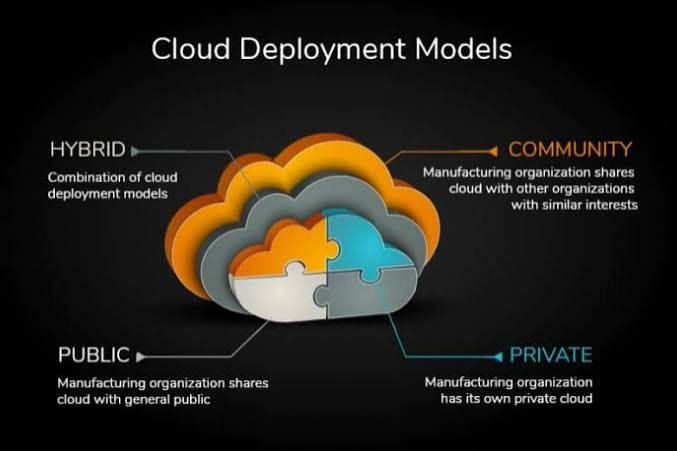 Cloud Deployment Models
HYBRID
Combination of cloud
deployment models
COMMUNITY
Manufacturing organization shares
cloud with other organizations
with similar interests
PUBLIC
Manufacturing organization shares
cloud with general public
PRIVATE
Manufacturing organization
has its own private cloud